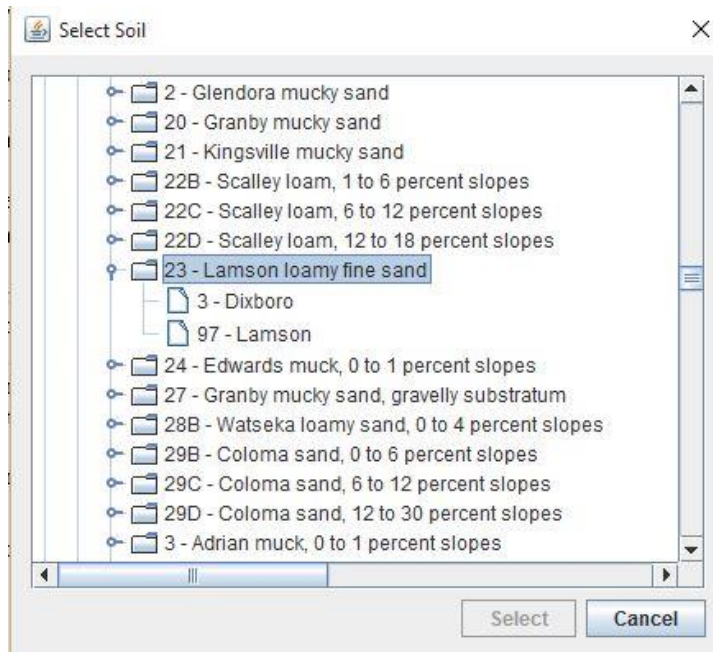 Select Soil
2 - Glendora mucky sand
20 - Granby mucky sand
21 - Kingsville mucky sand
22B - Scalley loam, 1 to 6 percent slopes
22C - Scalley loam, 6 to 12 percent slopes
22D - Scalley loam, 12 to 18 percent slopes
23 - Lamson loamy fine sand
3 - Dixboro
97 - Lamson
24 - Edwards muck, 0 to 1 percent slopes
27 - Granby mucky sand, gravelly substratum
28B - Watseka loamy sand, 0 to 4 percent slopes
29B - Coloma sand, 0 to 6 percent slopes
29C - Coloma sand, 6 to 12 percent slopes
29D - Coloma sand, 12 to 30 percent slopes
3 - Adrian muck, 0 to 1 percent slopes
Select Cancel